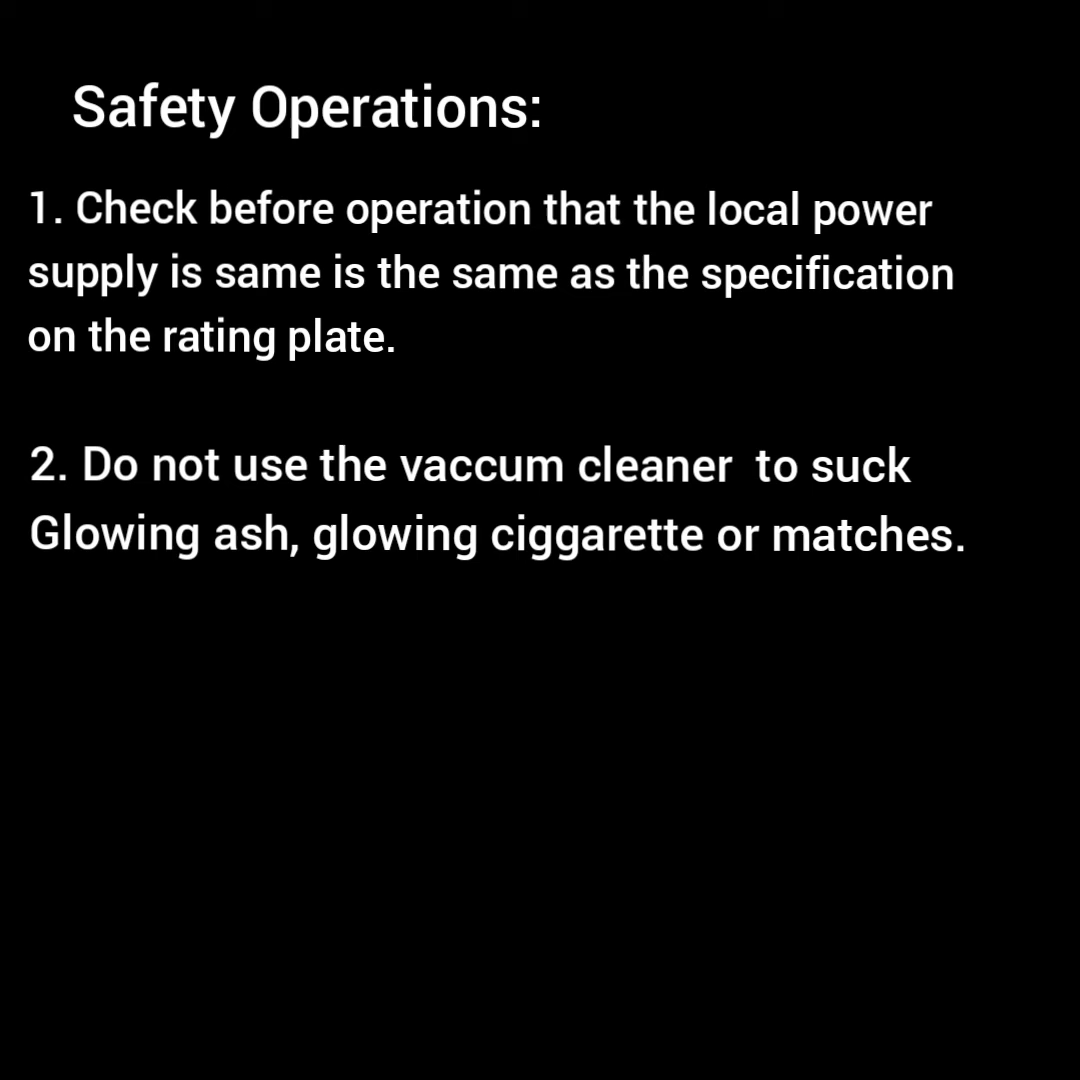 Safety Operations:
1. Check before operation that the local power
supply is same is the same as the specification
on the rating plate.
2. Do not use the vaccum cleaner  to suck
Glowing ash, glowing ciggarette or matches.